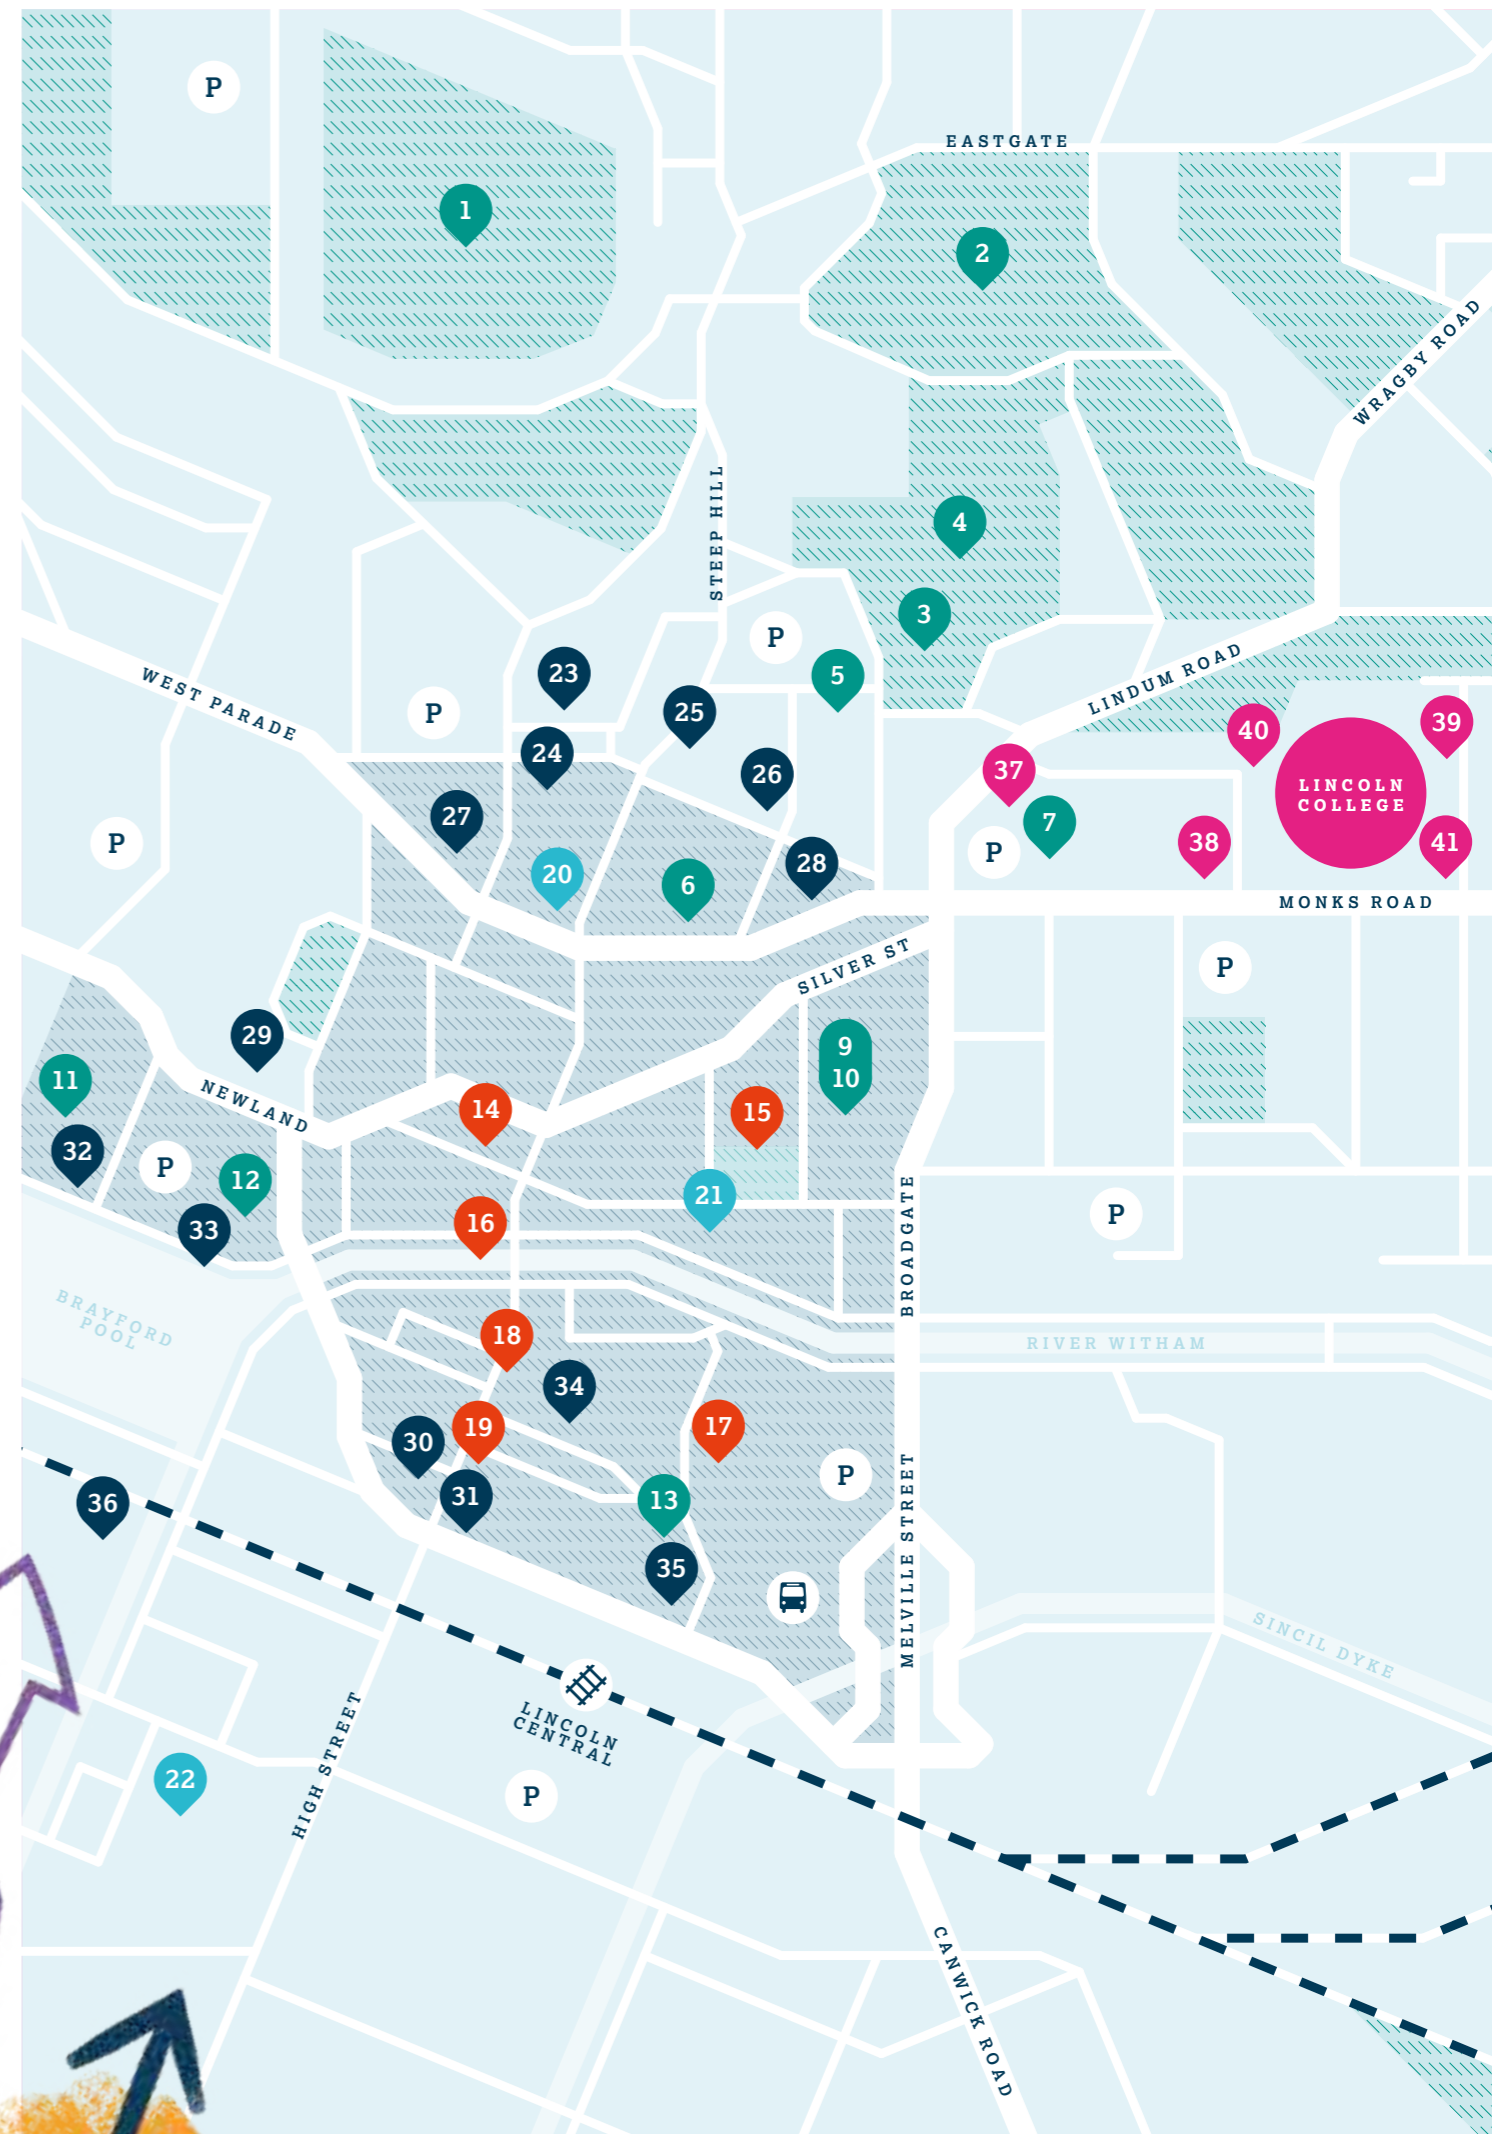 P
EASTGATE
1
2
WRAGBY ROAD
STEEP HILL
4
3
P
LINDUM ROAD
WEST PARADE
23
5
P
25
40
39
24
37
26
LINCOLN
COLLEGE
27
7
P
P
38
41
28
20
6
MONKS ROAD
SILVER ST
P
29
9
10
11
NEWLAND
14
15
32
P
12
21
33
16
BROADGATE
P
BRAYFORD
POOL
18
RIVER WITHAM
34
19
17
30
P
31
13
36
MELVILLE STREET
35
SINCIL DYKE
LINCOLN
CENTRAL
HIGH STREET
22
P
CANWICK ROAD